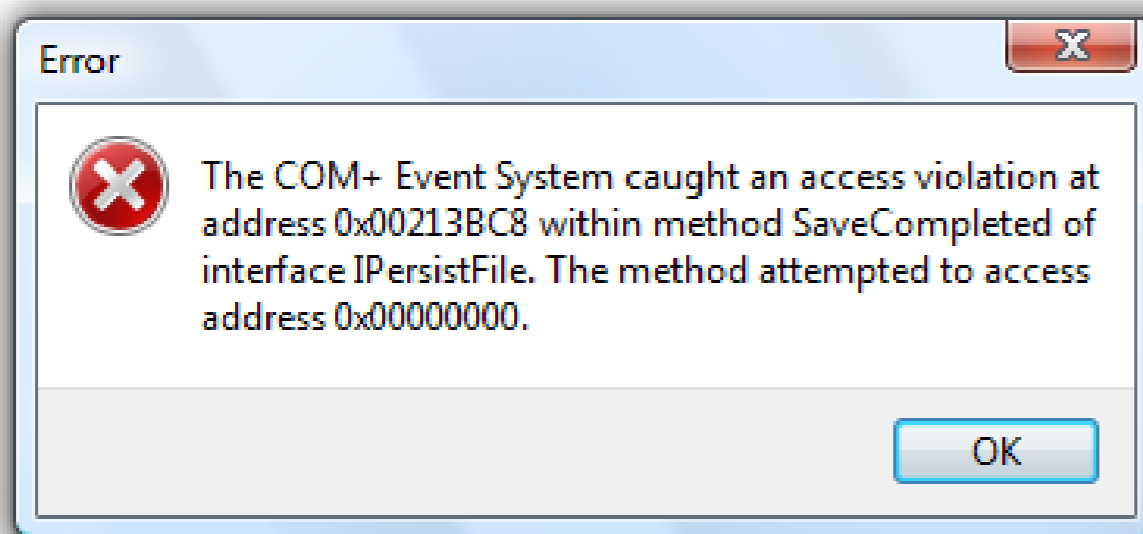 Error
The COM+ Event System caught an access violation at
address 0x00213BC8 within method SaveCompleted of
interface IPersistFile. The method attempted to access
address 0x00000000.
OK